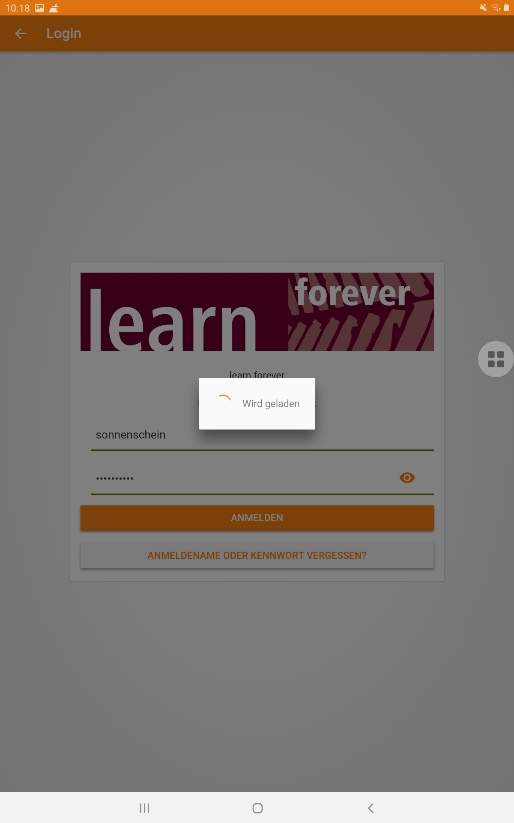 10:18
Login
learn forever
learn forever
Wird geladen
sonnenschein
••••••••••
ANMELDEN
ANMELDENAME ODER KENNWORT VERGESSEN?